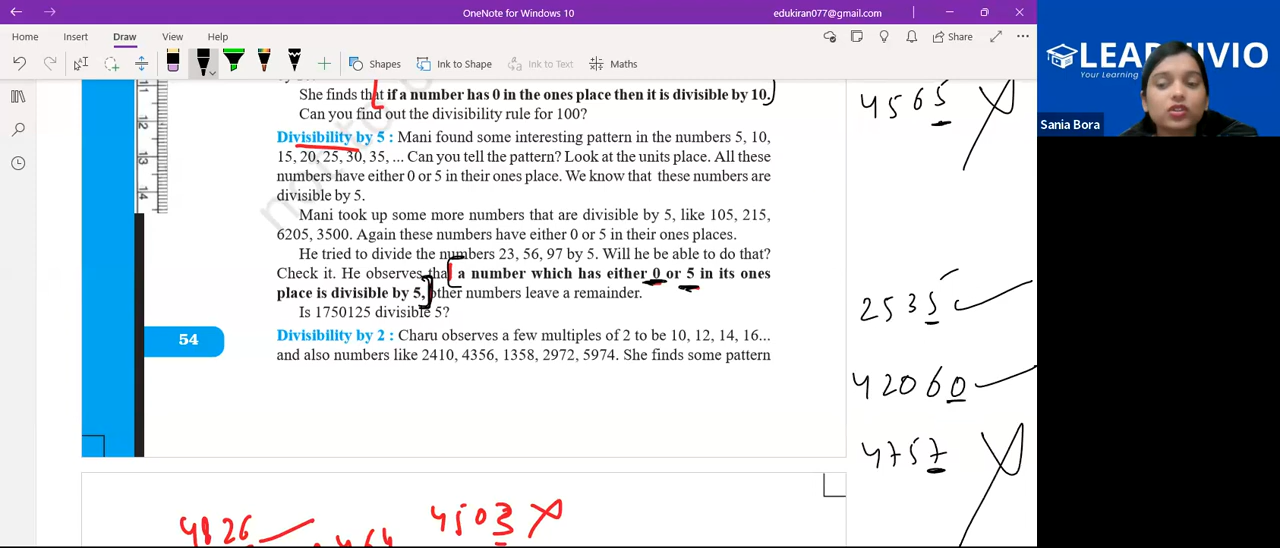 OneNote for Windows 10
edukiran077@gmail.com
Home Insert Draw View Help
Share
Shapes Ink to Shape Ink to Text Maths
She finds that if a number has 0 in the ones place then it is divisible by 10.
Can you find out the divisibility rule for 100?
Divisibility by 5 : Mani found some interesting pattern in the numbers 5, 10,
15, 20, 25, 30, 35, ... Can you tell the pattern? Look at the units place. All these
numbers have either 0 or 5 in their ones place. We know that these numbers are
divisible by 5.
Mani took up some more numbers that are divisible by 5, like 105, 215,
6205, 3500. Again these numbers have either 0 or 5 in their ones places.
He tried to divide the numbers 23, 56, 97 by 5. Will he be able to do that?
Check it. He observes that a number which has either 0 or 5 in its ones
place is divisible by 5, other numbers leave a remainder.
Is 1750125 divisible 5?
54
Divisibility by 2 : Charu observes a few multiples of 2 to be 10, 12, 14, 16...
and also numbers like 2410, 4356, 1358, 2972, 5974. She finds some pattern
11
12
13
14
4565
2535
42060
4757
4826
4503
Sania Bora
Your Learning